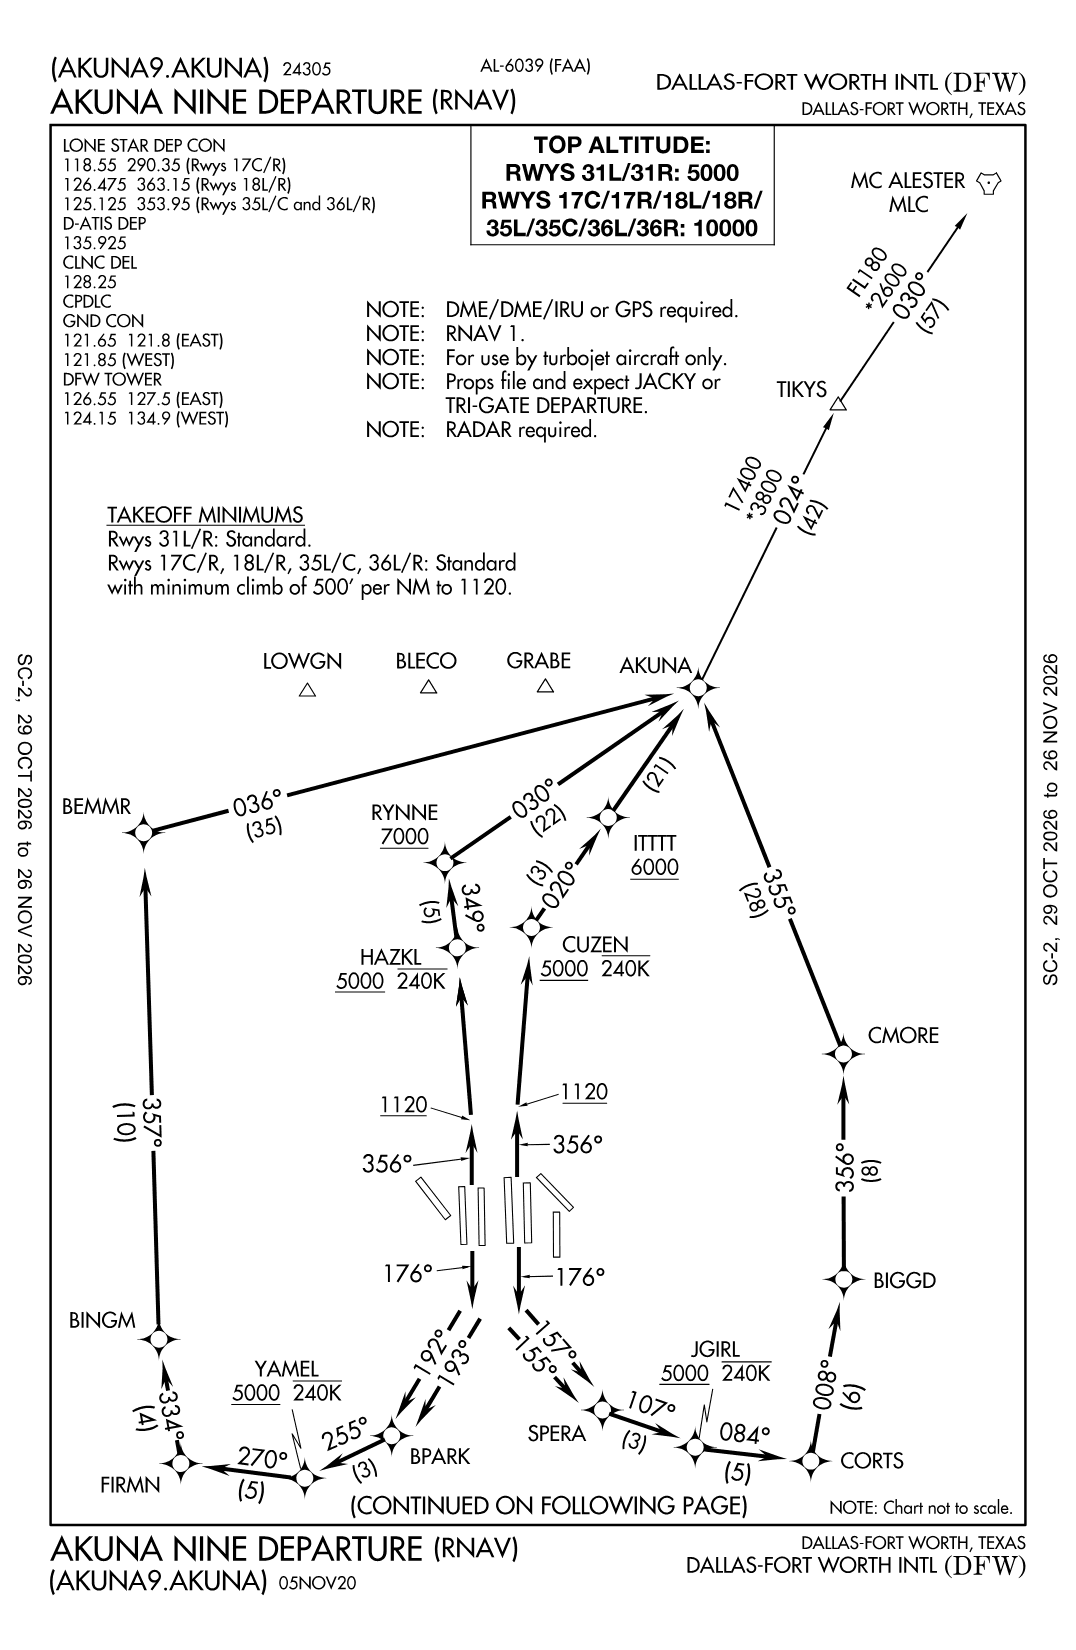 (AKUNA9.AKUNA) 24305
AL-6039 (FAA)
DALLAS-FORT WORTH INTL (DFW)
AKUNA NINE DEPARTURE (RNAV)
DALLAS-FORT WORTH, TEXAS
LONE STAR DEP CON
118.55 290.35 (Rwys 17C/R)
126.475 363.15 (Rwys 18L/R)
125.125 353.95 (Rwys 35L/C and 36L/R)
D-ATIS DEP
135.925
CLNC DEL
128.25
CPDLC
GND CON
121.65 121.8 (EAST)
121.85 (WEST)
DFW TOWER
126.55 127.5 (EAST)
124.15 134.9 (WEST)
TOP ALTITUDE:
RWYS 31L/31R: 5000
RWYS 17C/17R/18L/18R/
35L/35C/36L/36R: 10000
MC ALESTER
MLC
FL180
*2600
030°
(57)
NOTE: DME/DME/IRU or GPS required.
NOTE: RNAV 1.
NOTE: For use by turbojet aircraft only.
NOTE: Props file and expect JACKY or
TRI-GATE DEPARTURE.
NOTE: RADAR required.
TIKYS
17400
*3800
024°
(42)
TAKEOFF MINIMUMS
Rwys 31L/R: Standard.
Rwys 17C/R, 18L/R, 35L/C, 36L/R: Standard
with minimum climb of 500' per NM to 1120.
SC-2, 29 OCT 2026 to 26 NOV 2026
SC-2, 29 OCT 2026 to 26 NOV 2026
LOWGN
BLECO
GRABE
AKUNA
BEMMR
036°
(35)
RYNNE
7000
030°
(22)
(21)
ITTTT
6000
(3)
020°
349°
(5)
HAZKL
5000 240K
CUZEN
5000 240K
355°
(28)
CMORE
357°
(10)
1120
1120
356°
356°
356°
(8)
176°
176°
BIGGD
BINGM
192°
193°
157°
155°
JGIRL
5000 240K
YAMEL
5000 240K
334°
(4)
008°
(6)
SPERA
107°
(3)
084°
(5)
CORTS
255°
(3)
BPARK
270°
(5)
FIRMN
(CONTINUED ON FOLLOWING PAGE)
NOTE: Chart not to scale.
AKUNA NINE DEPARTURE (RNAV)
DALLAS-FORT WORTH, TEXAS
(AKUNA9.AKUNA) 05NOV20
DALLAS-FORT WORTH INTL (DFW)